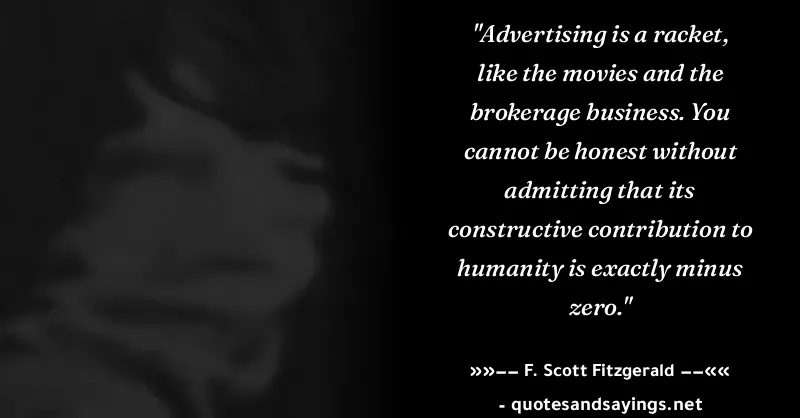 "Advertising is a racket,
like the movies and the
brokerage business. You
cannot be honest without
admitting that its
constructive contribution to
humanity is exactly minus
zero."
»»–– F. Scott Fitzgerald ––««
- quotesandsayings.net